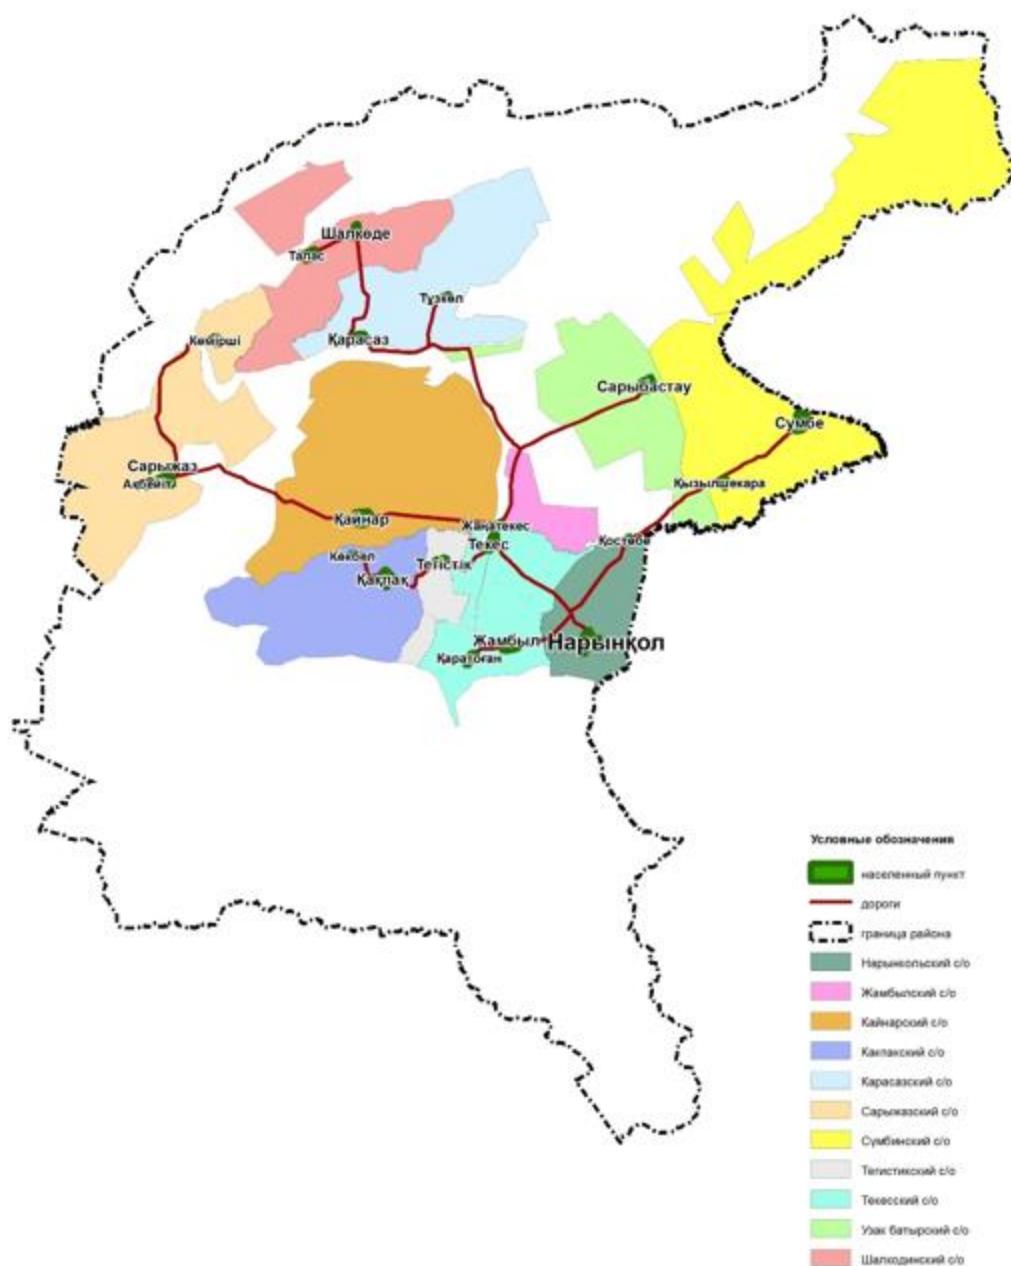 Шалкөде
Талас
Тұзкөл
Көмірші
Қарасаз
Сарыбастау
Сүмбе
Сарыжаз
Ақбейіт
Қызылшекара
Қайнар
Жаңатекес
Текес
Қостөбе
Көкбел
Тегістік
Қақпақ
Жамбыл
Нарынқол
Қаратоған
Условные обозначения
населенный пункт
дороги
граница района
Нарынкольский с/о
Жамбылский с/о
Кайнарский с/о
Какпакский с/о
Карасазский с/о
Сарыжазский с/о
Сумбинский с/о
Тегистикский с/о
Текесский с/о
Узак батырский с/о
Шалкодинский с/о